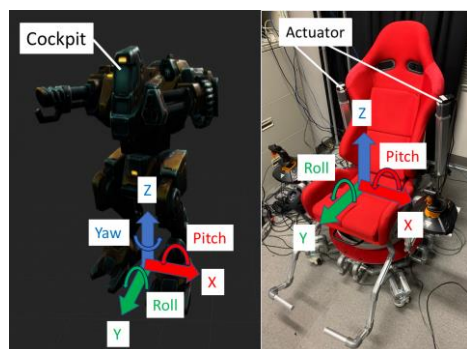 Cockpit
Z
Yaw
Pitch
X
Roll
Y
Actuator
Z
Roll
Pitch
X
Y